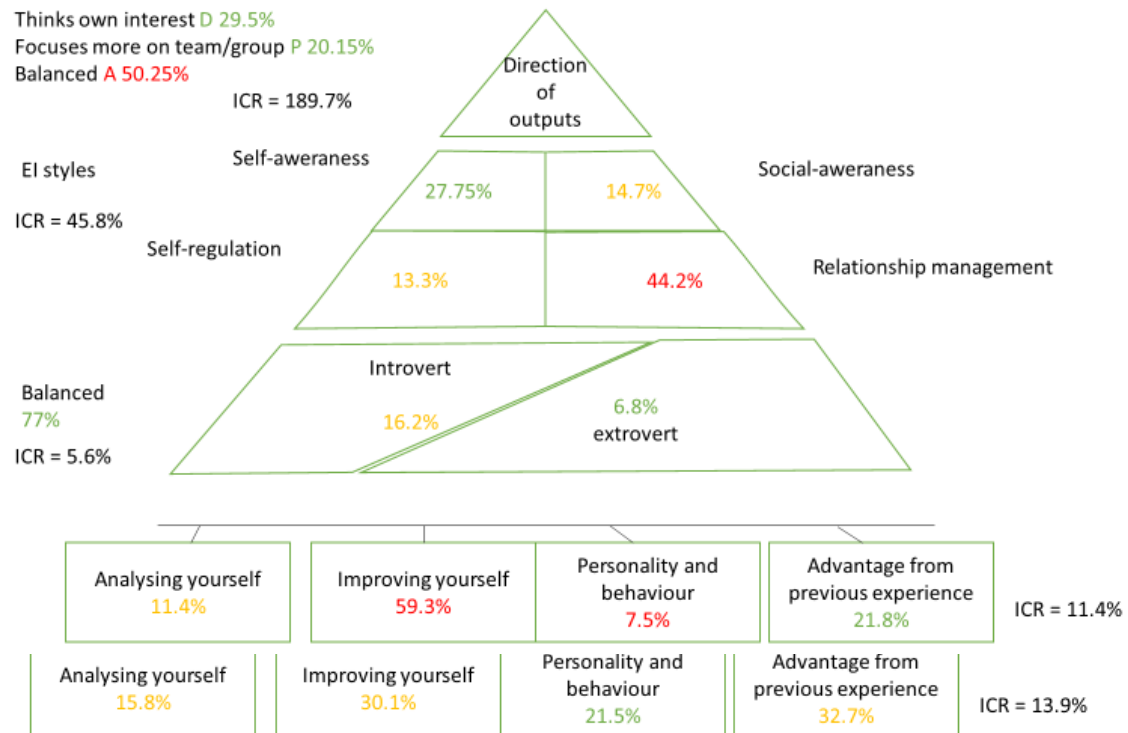 Thinks own interest D 29.5%
Focuses more on team/group P 20.15%
Balanced A 50.25%
ICR = 189.7%
Direction
of
outputs
Self-aweraness
EI styles
27.75%
14.7%
Social-aweraness
ICR = 45.8%
Self-regulation
13.3%
44.2%
Relationship management
Introvert
Balanced
77%
16.2%
6.8%
extrovert
ICR = 5.6%
Analysing yourself
11.4%
Improving yourself
59.3%
Personality and
behaviour
7.5%
Advantage from
previous experience
21.8%
ICR = 11.4%
Analysing yourself
15.8%
Improving yourself
30.1%
Personality and
behaviour
21.5%
Advantage from
previous experience
32.7%
ICR = 13.9%